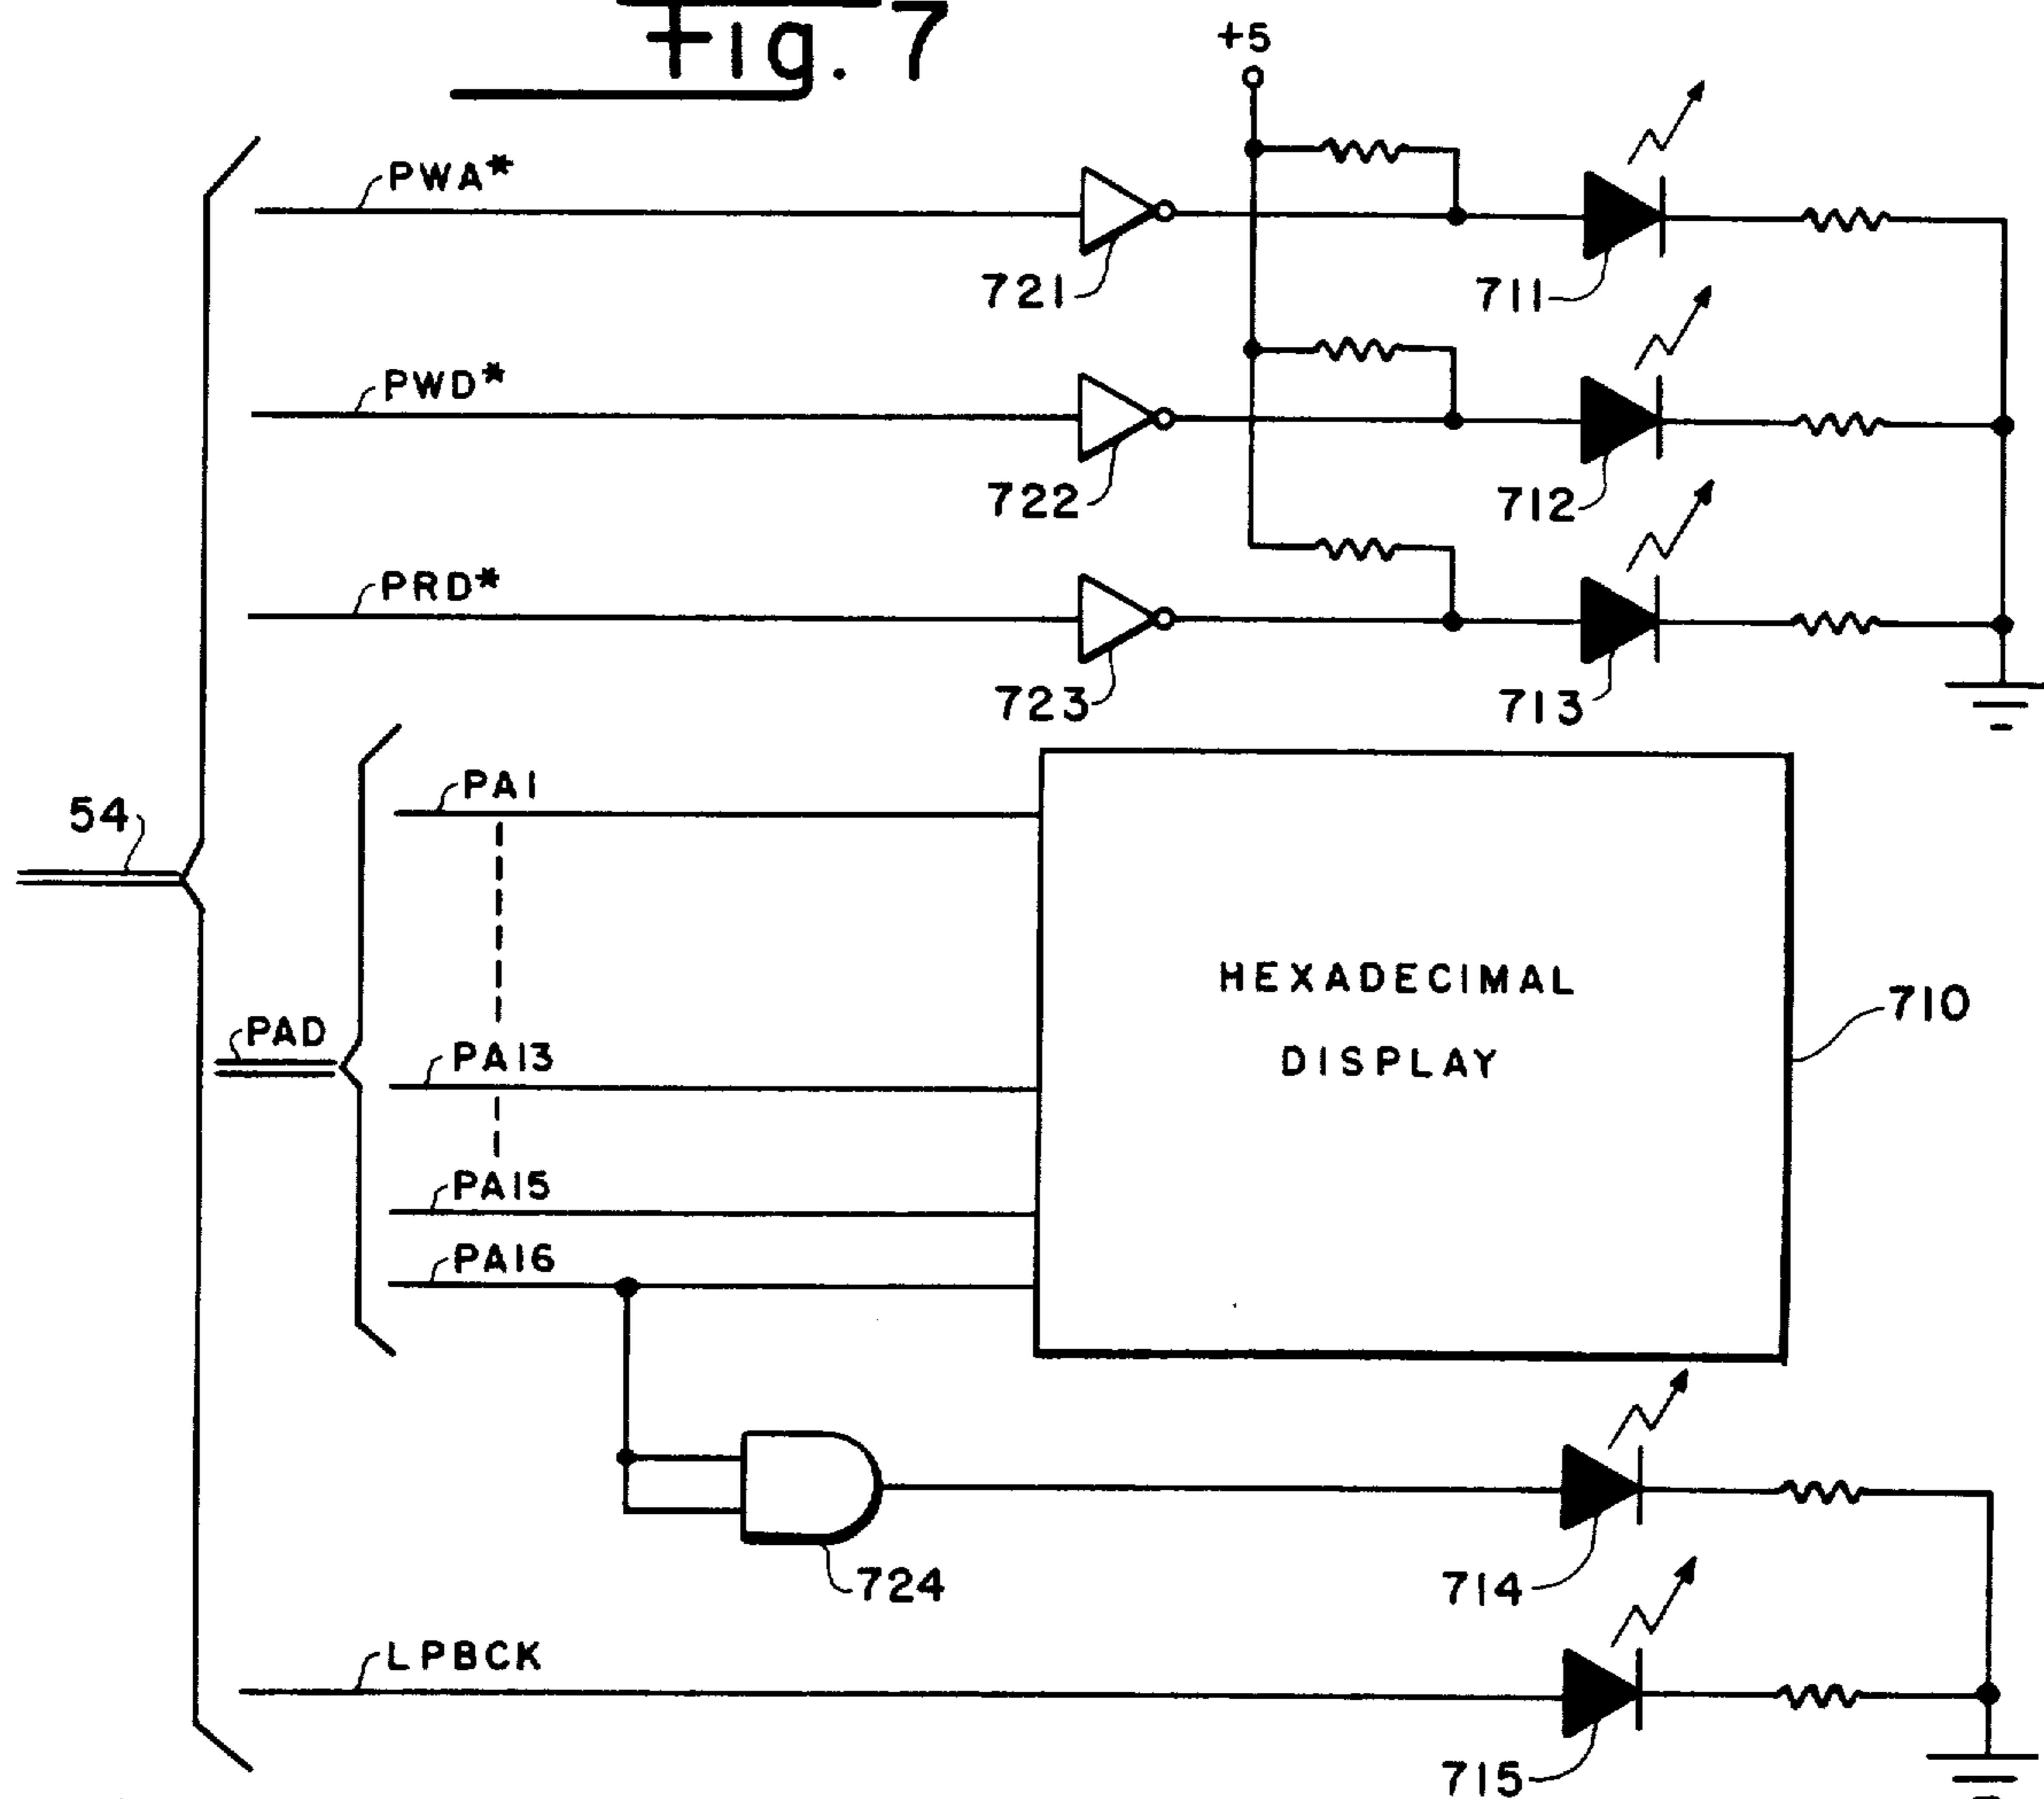 Fig. 7
+5
PWA*
721
711
PWD*
722
712
PRD*
723
713
PA1
54
HEXADECIMAL
DISPLAY
710
PAD
PA13
PA15
PA16
724
714
LPBCK
715